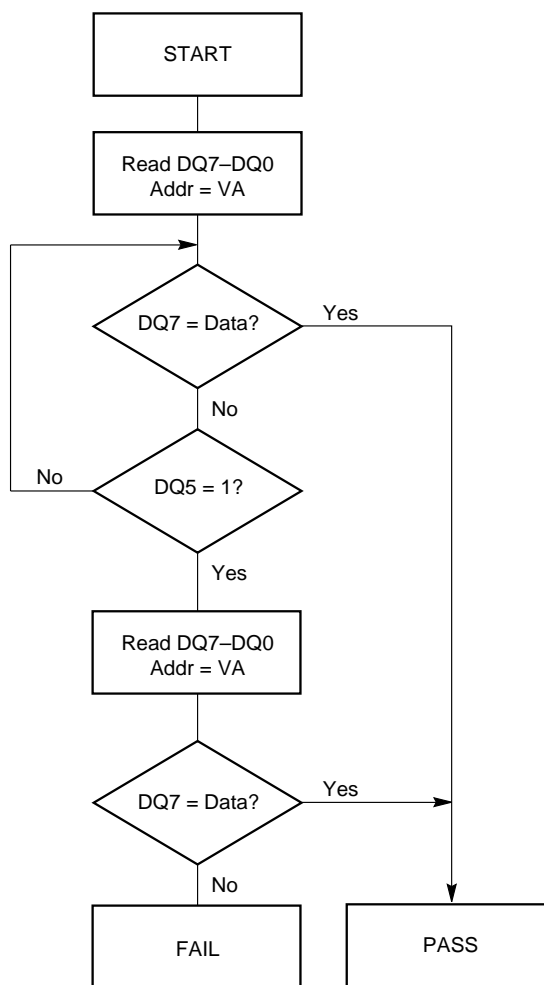 START
Read DQ7–DQ0
Addr = VA
DQ7 = Data?
Yes
No
No
DQ5 = 1?
Yes
Read DQ7–DQ0
Addr = VA
DQ7 = Data?
Yes
No
FAIL
PASS